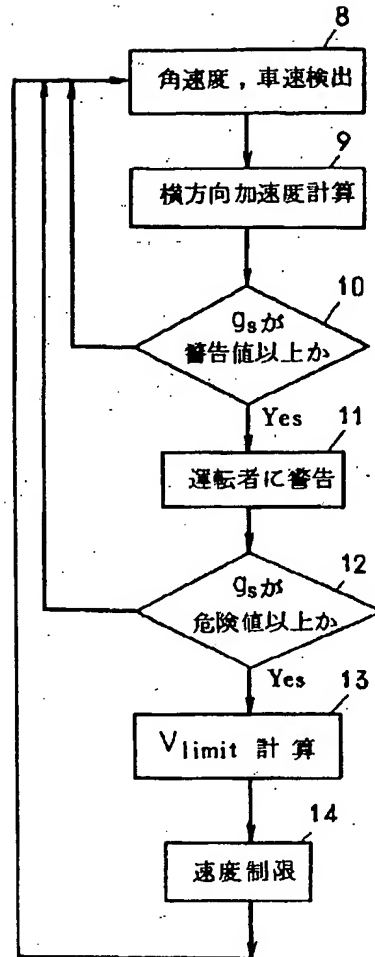 8
角速度，車速検出
9
横方向加速度計算
10
gsが
警告値以上か
Yes
11
運転者に警告
12
gsが
危険値以上か
Yes
13
Vlimit 計算
14
速度制限